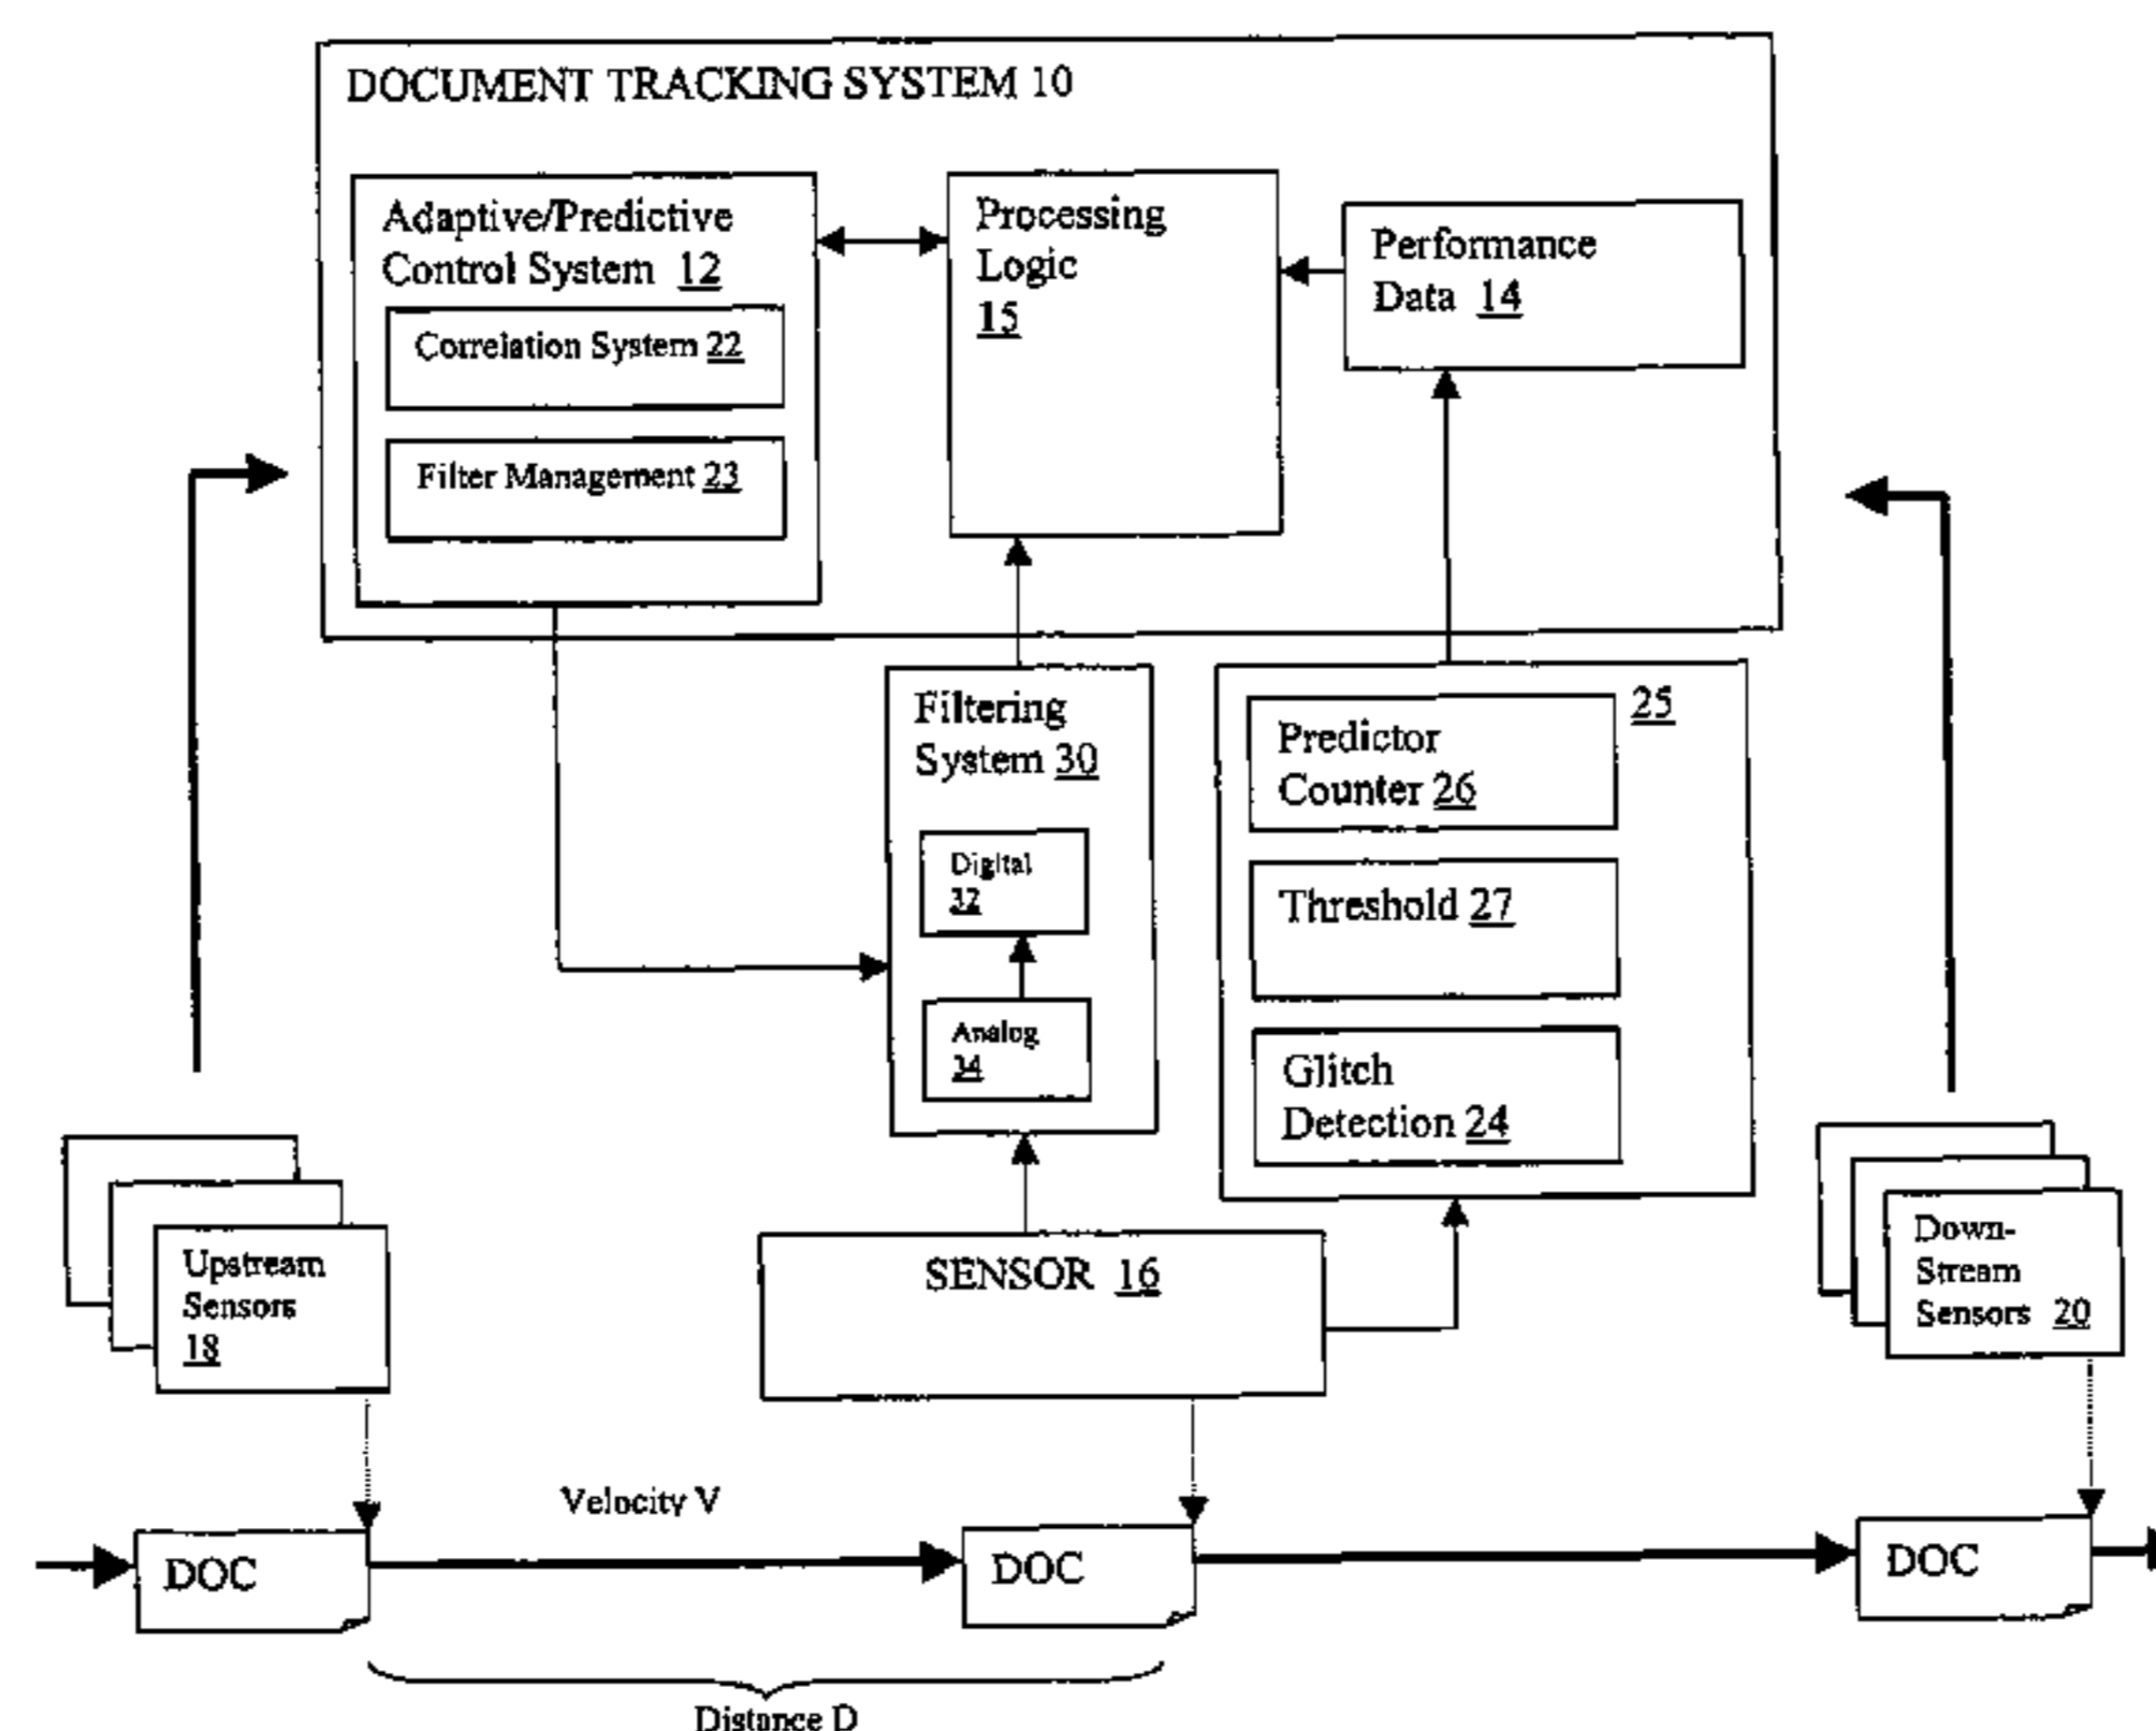 DOCUMENT TRACKING SYSTEM 10
Adaptive/Predictive
Control System 12
Correlation System 22
Filter Management 23
Processing
Logic
15
Performance
Data 14
Filtering
System 30
Digital
32
Analog
34
25
Predictor
Counter 26
Threshold 27
Glitch
Detection 24
Upstream
Sensors
18
SENSOR 16
Down-
Stream
Sensors 20
Velocity V
DOC
DOC
DOC
Distance D